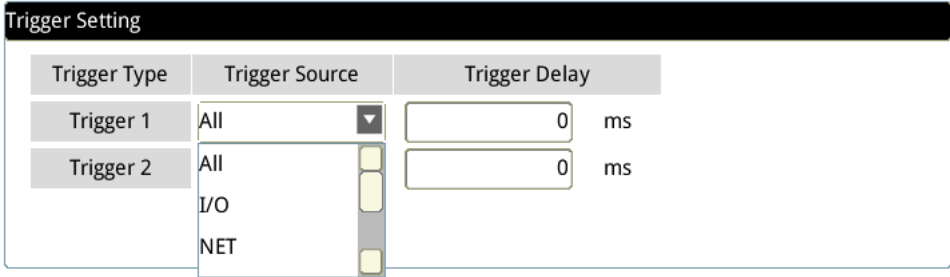 Trigger Setting
Trigger Type Trigger Source Trigger Delay
Trigger 1 All 0 ms
Trigger 2 All 0 ms
I/O
NET